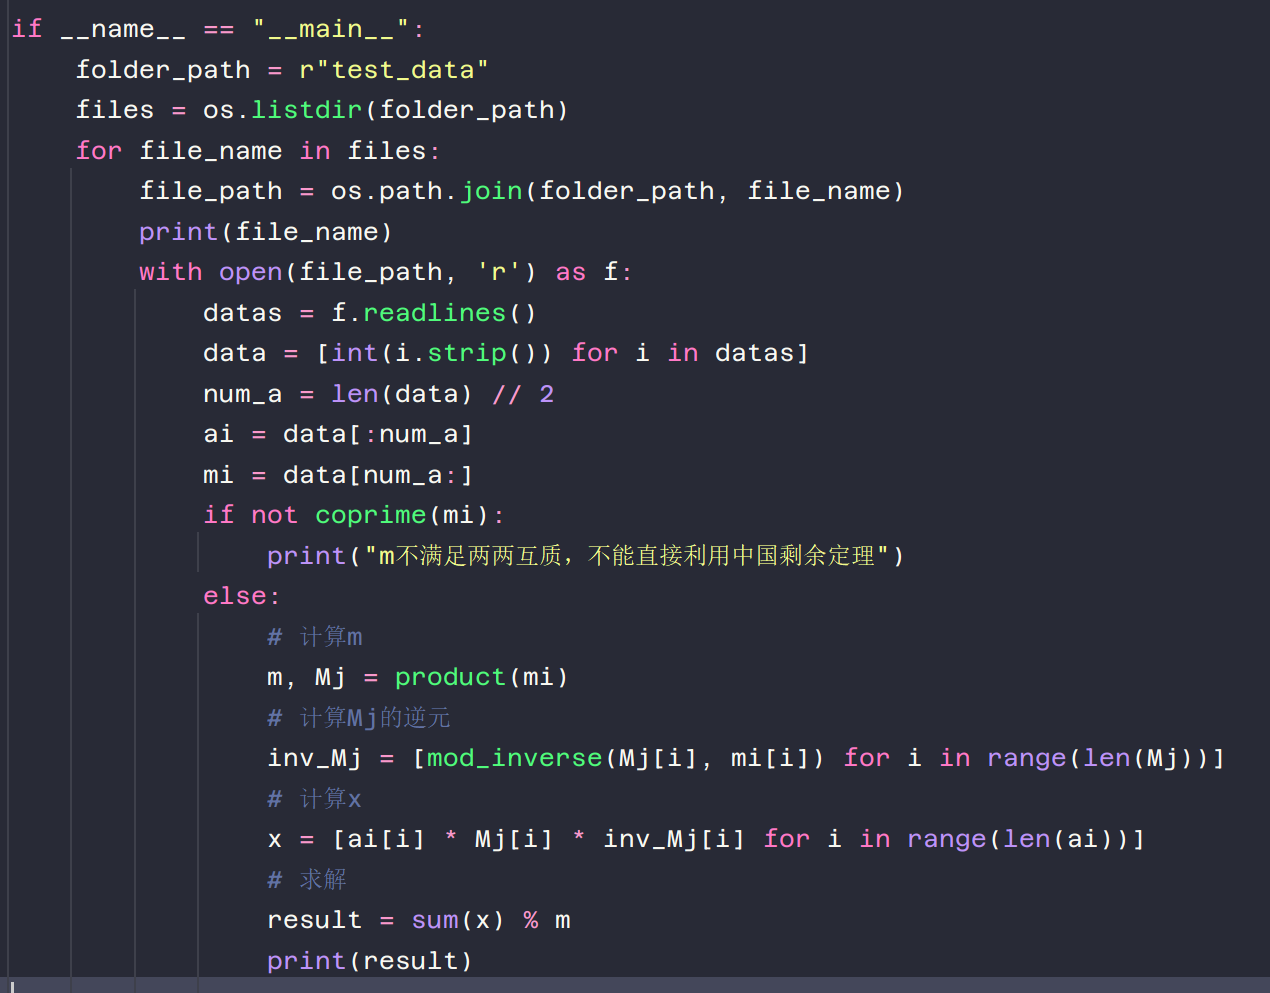 if __name__ == "__main__":
    folder_path = r"test_data"
    files = os.listdir(folder_path)
    for file_name in files:
        file_path = os.path.join(folder_path, file_name)
        print(file_name)
        with open(file_path, 'r') as f:
            datas = f.readlines()
            data = [int(i.strip()) for i in datas]
            num_a = len(data) // 2
            ai = data[:num_a]
            mi = data[num_a:]
            if not coprime(mi):
                print("m不满足两两互质，不能直接利用中国剩余定理")
            else:
                # 计算m
                m, Mj = product(mi)
                # 计算Mj的逆元
                inv_Mj = [mod_inverse(Mj[i], mi[i]) for i in range(len(Mj))]
                # 计算x
                x = [ai[i] * Mj[i] * inv_Mj[i] for i in range(len(ai))]
                # 求解
                result = sum(x) % m
                print(result)